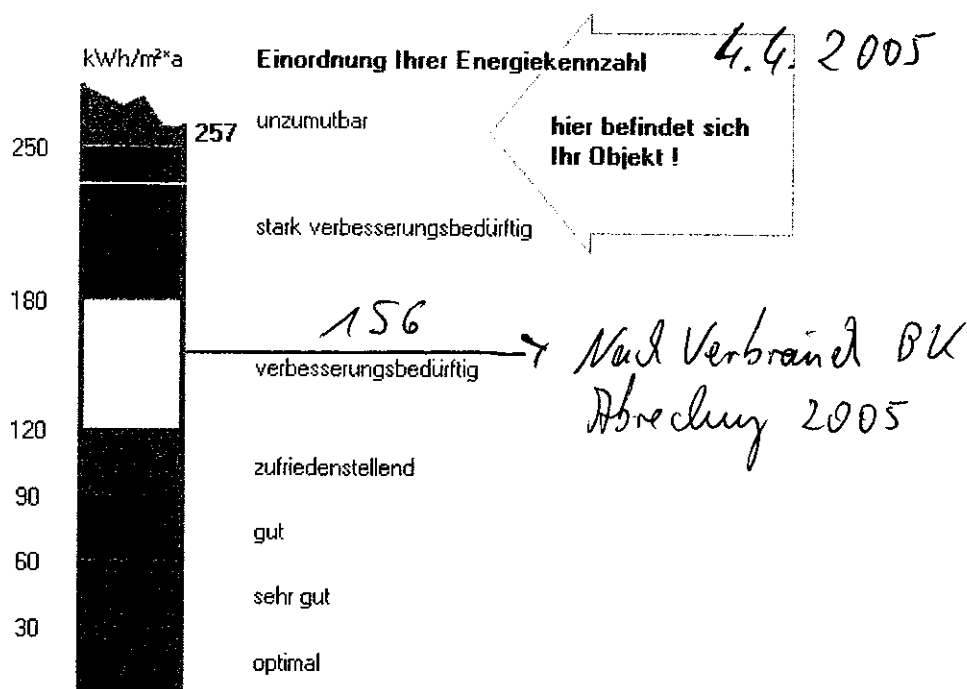 kWh/m²*a
Einordnung Ihrer Energiekennzahl
4.4. 2005
257
unzumutbar
hier befindet sich
Ihr Objekt !
250
stark verbesserungsbedürftig
180
156
verbesserungsbedürftig
Nach Verbrauch BK
Abrechnung 2005
120
zufriedenstellend
90
gut
60
sehr gut
30
optimal